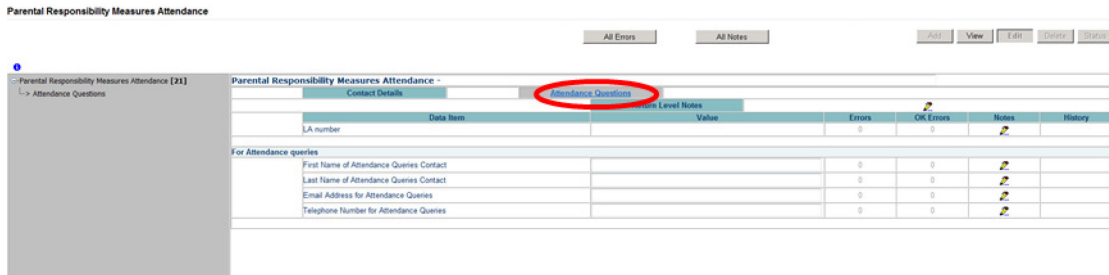 Parental Responsibility Measures Attendance
All Errors All Notes Add View Edit Delete Status
Parental Responsibility Measures Attendance [21]
Attendance Questions
Parental Responsibility Measures Attendance -
Contact Details Attendance Questions
Return Level Notes
Data Item Value Errors OK Errors Notes History
LA number 0 0
For Attendance queries
First Name of Attendance Queries Contact 0 0
Last Name of Attendance Queries Contact 0 0
Email Address for Attendance Queries 0 0
Telephone Number for Attendance Queries 0 0